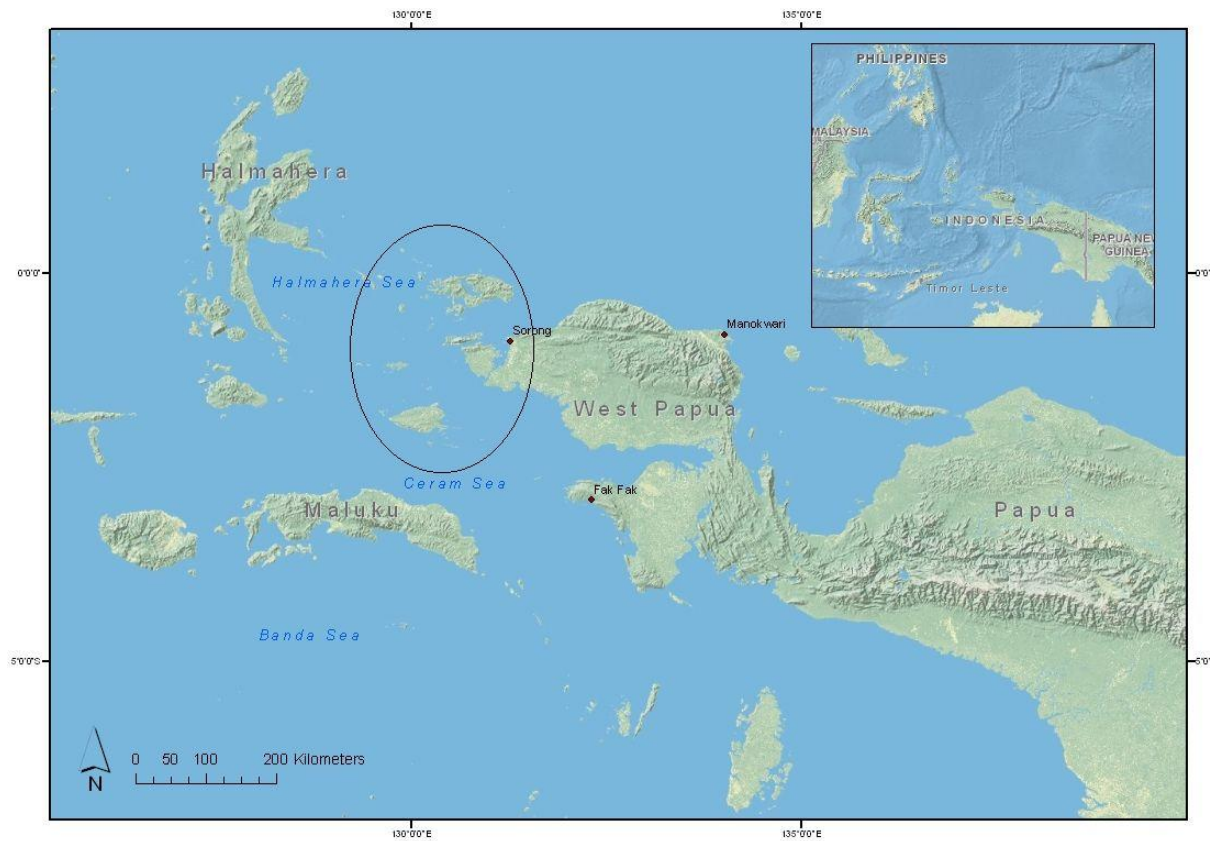 130°0'0"E
135°0'0"E
PHILIPPINES
MALAYSIA
INDONESIA
PAPUA NEW
GUINEA
Timor Leste
Halmahera
0°0'0"
0°0'0"
Halmahera Sea
Sorong
Manokwari
West Papua
Ceram Sea
Fak Fak
Maluku
Papua
Banda Sea
5°0'0"S
N
0 50 100 200 Kilometers
130°0'0"E
135°0'0"E